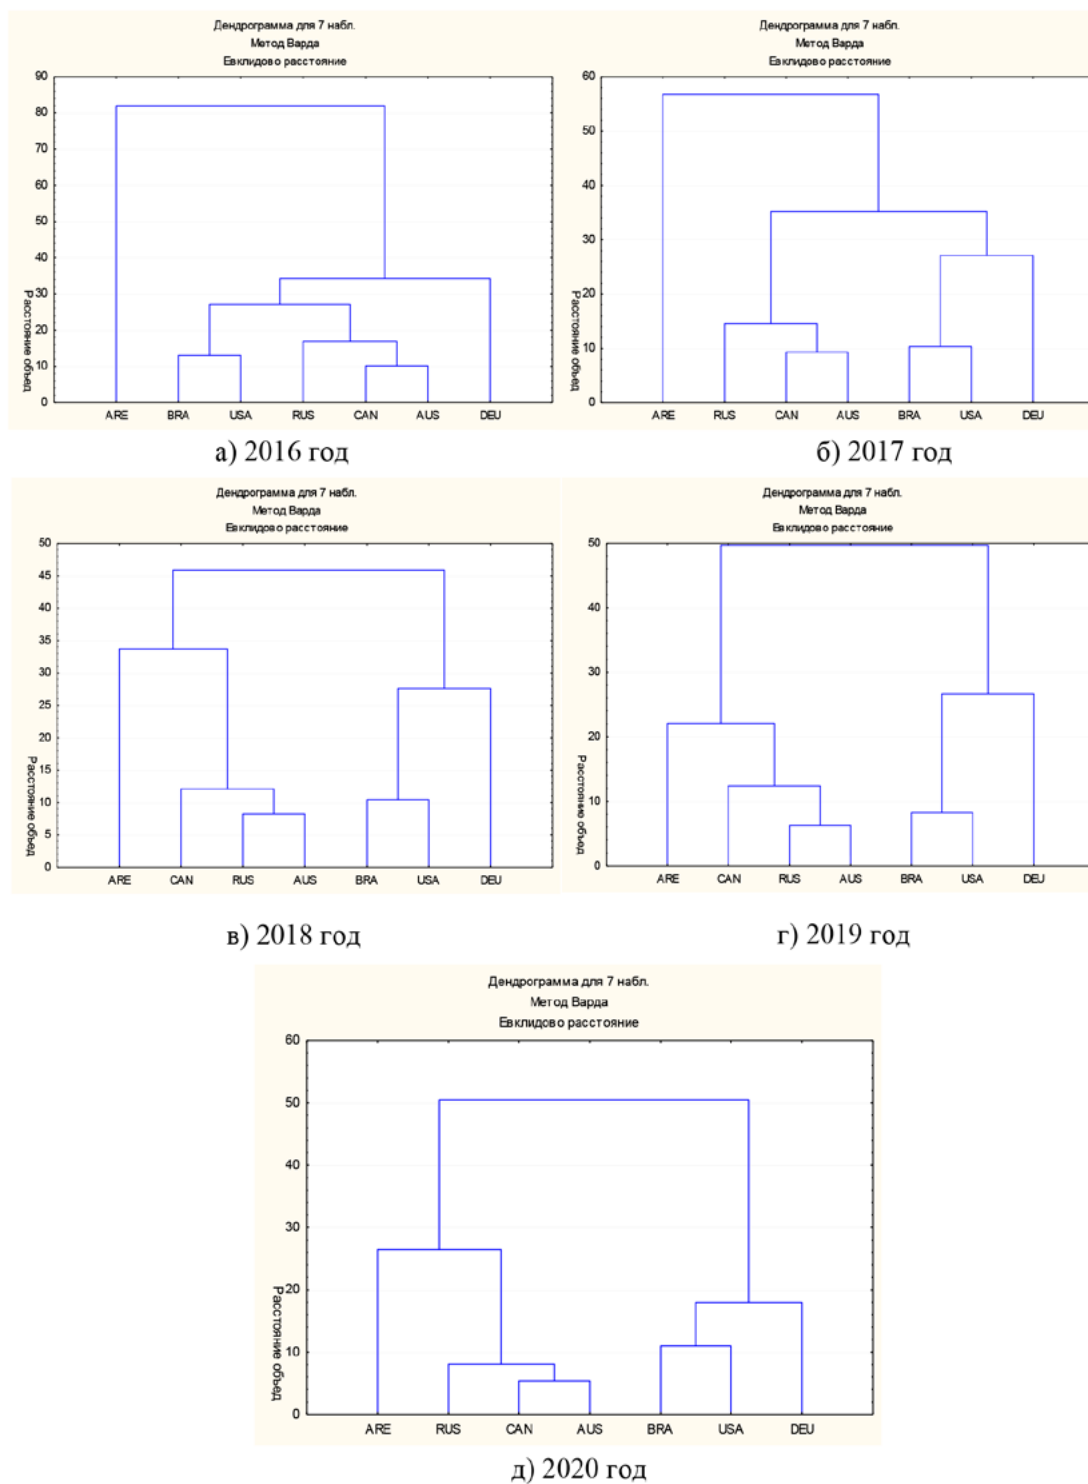 Дендрограмма для 7 набл.
Метод Варда
Евклидово расстояние
90
80
70
60
50
40
30
20
10
0
Расстояние объед
ARE BRA USA RUS CAN AUS DEU
а) 2016 год
Дендрограмма для 7 набл.
Метод Варда
Евклидово расстояние
60
50
40
30
20
10
0
Расстояние объед
ARE RUS CAN AUS BRA USA DEU
б) 2017 год
Дендрограмма для 7 набл.
Метод Варда
Евклидово расстояние
50
45
40
35
30
25
20
15
10
5
0
Расстояние объед
ARE CAN RUS AUS BRA USA DEU
в) 2018 год
Дендрограмма для 7 набл.
Метод Варда
Евклидово расстояние
50
40
30
20
10
0
Расстояние объед
ARE CAN RUS AUS BRA USA DEU
г) 2019 год
Дендрограмма для 7 набл.
Метод Варда
Евклидово расстояние
60
50
40
30
20
10
0
Расстояние объед
ARE RUS CAN AUS BRA USA DEU
д) 2020 год